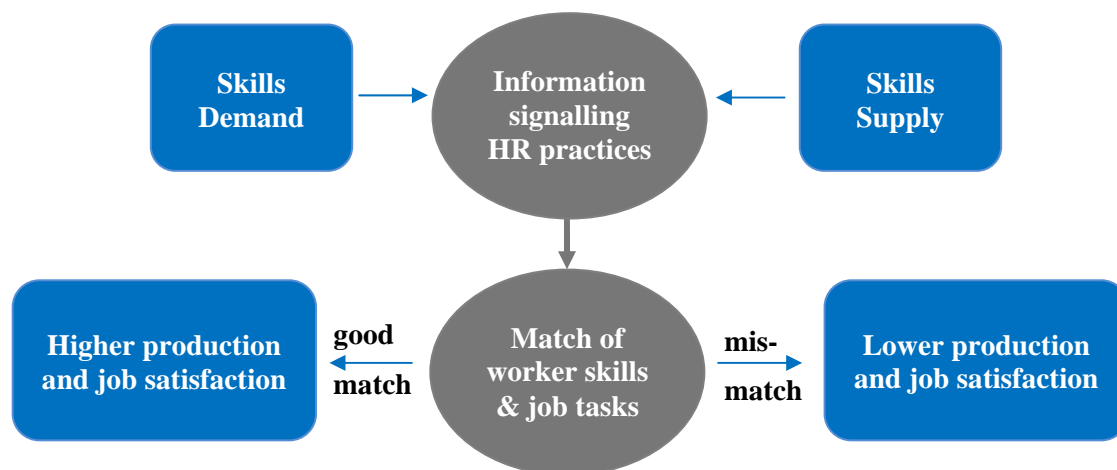 Skills
Demand
Information
signalling
HR practices
Skills
Supply
Higher production
and job satisfaction
good
match
Match of
worker skills
& job tasks
mis-
match
Lower production
and job satisfaction